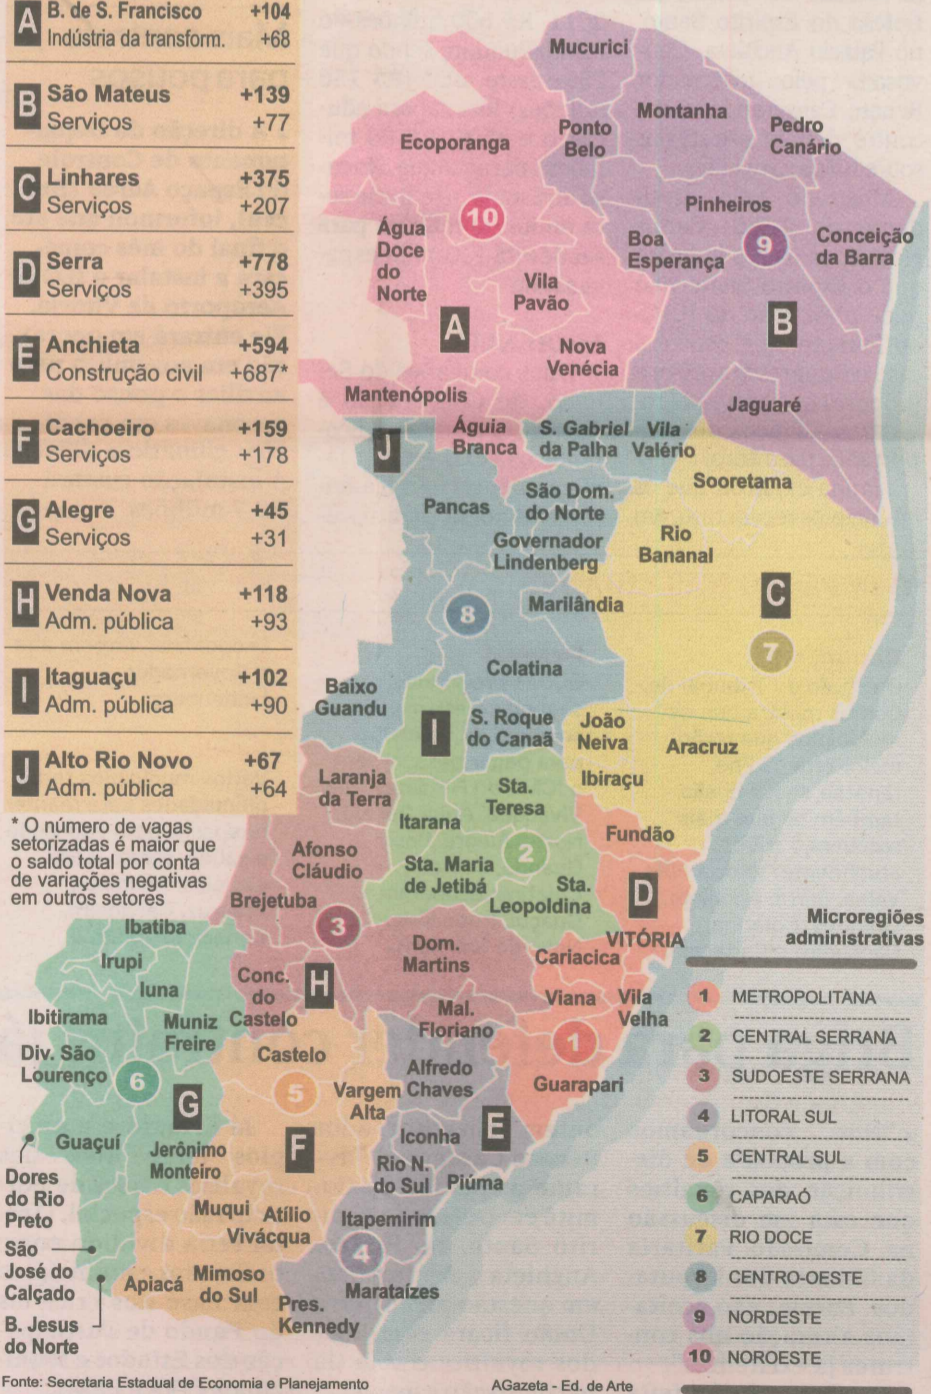 A
B. de S. Francisco +104
Indústria da transform. +68
B
São Mateus +139
Serviços +77
C
Linhares +375
Serviços +207
D
Serra +778
Serviços +395
E
Anchieta +594
Construção civil +687*
F
Cachoeiro +159
Serviços +178
G
Alegre +45
Serviços +31
H
Venda Nova +118
Adm. pública +93
I
Itaguaçu +102
Adm. pública +90
J
Alto Rio Novo +67
Adm. pública +64
* O número de vagas
setorizadas é maior que
o saldo total por conta
de variações negativas
em outros setores
Mucurici
Montanha
Ponto
Belo
Pedro
Canário
Ecoporanga
Pinheiros
10
9
Água
Doce
do
Norte
Boa
Esperança
Conceição
da Barra
Vila
Pavão
A
B
Nova
Venécia
Mantenópolis
Jaguaré
J
Águia
Branca
S. Gabriel
da Palha
Vila
Valério
Sooretama
Pancas
São Dom.
do Norte
Governador
Lindenberg
Rio
Bananal
8
Marilândia
C
7
Colatina
Baixo
Guandu
I
S. Roque
do Canaã
João
Neiva
Aracruz
Ibiraçu
Laranja
da Terra
Sta.
Teresa
Itarana
Fundão
2
Afonso
Cláudio
Sta. Maria
de Jetibá
Sta.
Leopoldina
D
Brejetuba
3
VITÓRIA
Ibatiba
Dom.
Martins
Cariacica
Irupi
Conc.
do
Castelo
H
Iuna
Viana
Vila
Velha
Ibitirama
Muniz
Freire
Mal.
Floriano
1
Div. São
Lourenço
Castelo
Alfredo
Chaves
6
5
Vargem
Alta
Guarapari
G
E
Guaçuí
Jerônimo
Monteiro
F
Iconha
Rio N.
do Sul
Piúma
Dores
do Rio
Preto
Muqui
Atílio
Vivácqua
Itapemirim
4
São
José do
Calçado
Apiacá
Mimoso
do Sul
Marataízes
Pres.
Kennedy
B. Jesus
do Norte
Microregiões
administrativas
1 METROPOLITANA
2 CENTRAL SERRANA
3 SUDOESTE SERRANA
4 LITORAL SUL
5 CENTRAL SUL
6 CAPARAÓ
7 RIO DOCE
8 CENTRO-OESTE
9 NORDESTE
10 NOROESTE
Fonte: Secretaria Estadual de Economia e Planejamento
AGazeta - Ed. de Arte